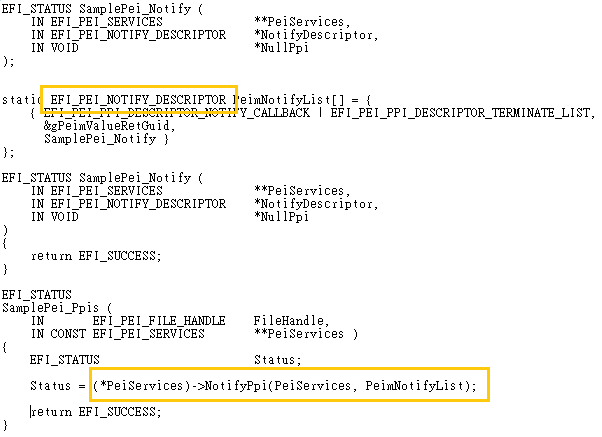 EFI_STATUS SamplePei_Notify (
IN EFI_PEI_SERVICES **PeiServices,
IN EFI_PEI_NOTIFY_DESCRIPTOR *NotifyDescriptor,
IN VOID *NullPpi
);
static EFI_PEI_NOTIFY_DESCRIPTOR PeimNotifyList[] = {
{ EFI_PEI_PPI_DESCRIPTOR_NOTIFY_CALLBACK | EFI_PEI_PPI_DESCRIPTOR_TERMINATE_LIST,
&gPeimValueRetGuid,
SamplePei_Notify }
};
EFI_STATUS SamplePei_Notify (
IN EFI_PEI_SERVICES **PeiServices,
IN EFI_PEI_NOTIFY_DESCRIPTOR *NotifyDescriptor,
IN VOID *NullPpi
)
{
return EFI_SUCCESS;
}
EFI_STATUS
SamplePei_Ppis (
IN EFI_PEI_FILE_HANDLE FileHandle,
IN CONST EFI_PEI_SERVICES **PeiServices )
{
EFI_STATUS Status;
Status = (*PeiServices)->NotifyPpi(PeiServices, PeimNotifyList);
return EFI_SUCCESS;
}